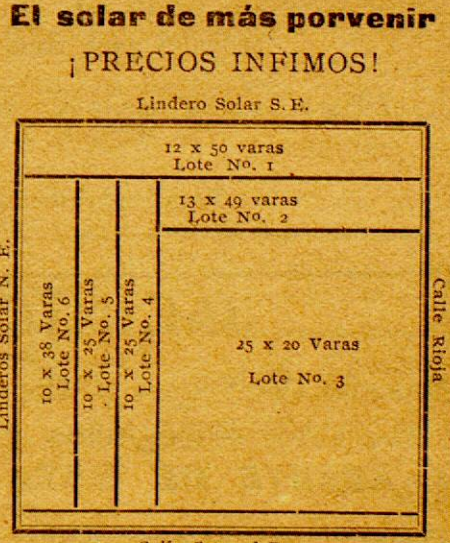 El solar de más porvenir
¡PRECIOS INFIMOS!
Lindero Solar S. E.
12 x 50 varas
Lote No. 1
13 x 49 varas
Lote No. 2
Linderos Solar N. E.
10 x 38 Varas
Lote No. 6
10 x 25 Varas
Lote No. 5
10 x 25 Varas
Lote No. 4
25 x 20 Varas
Lote No. 3
Calle Rioja